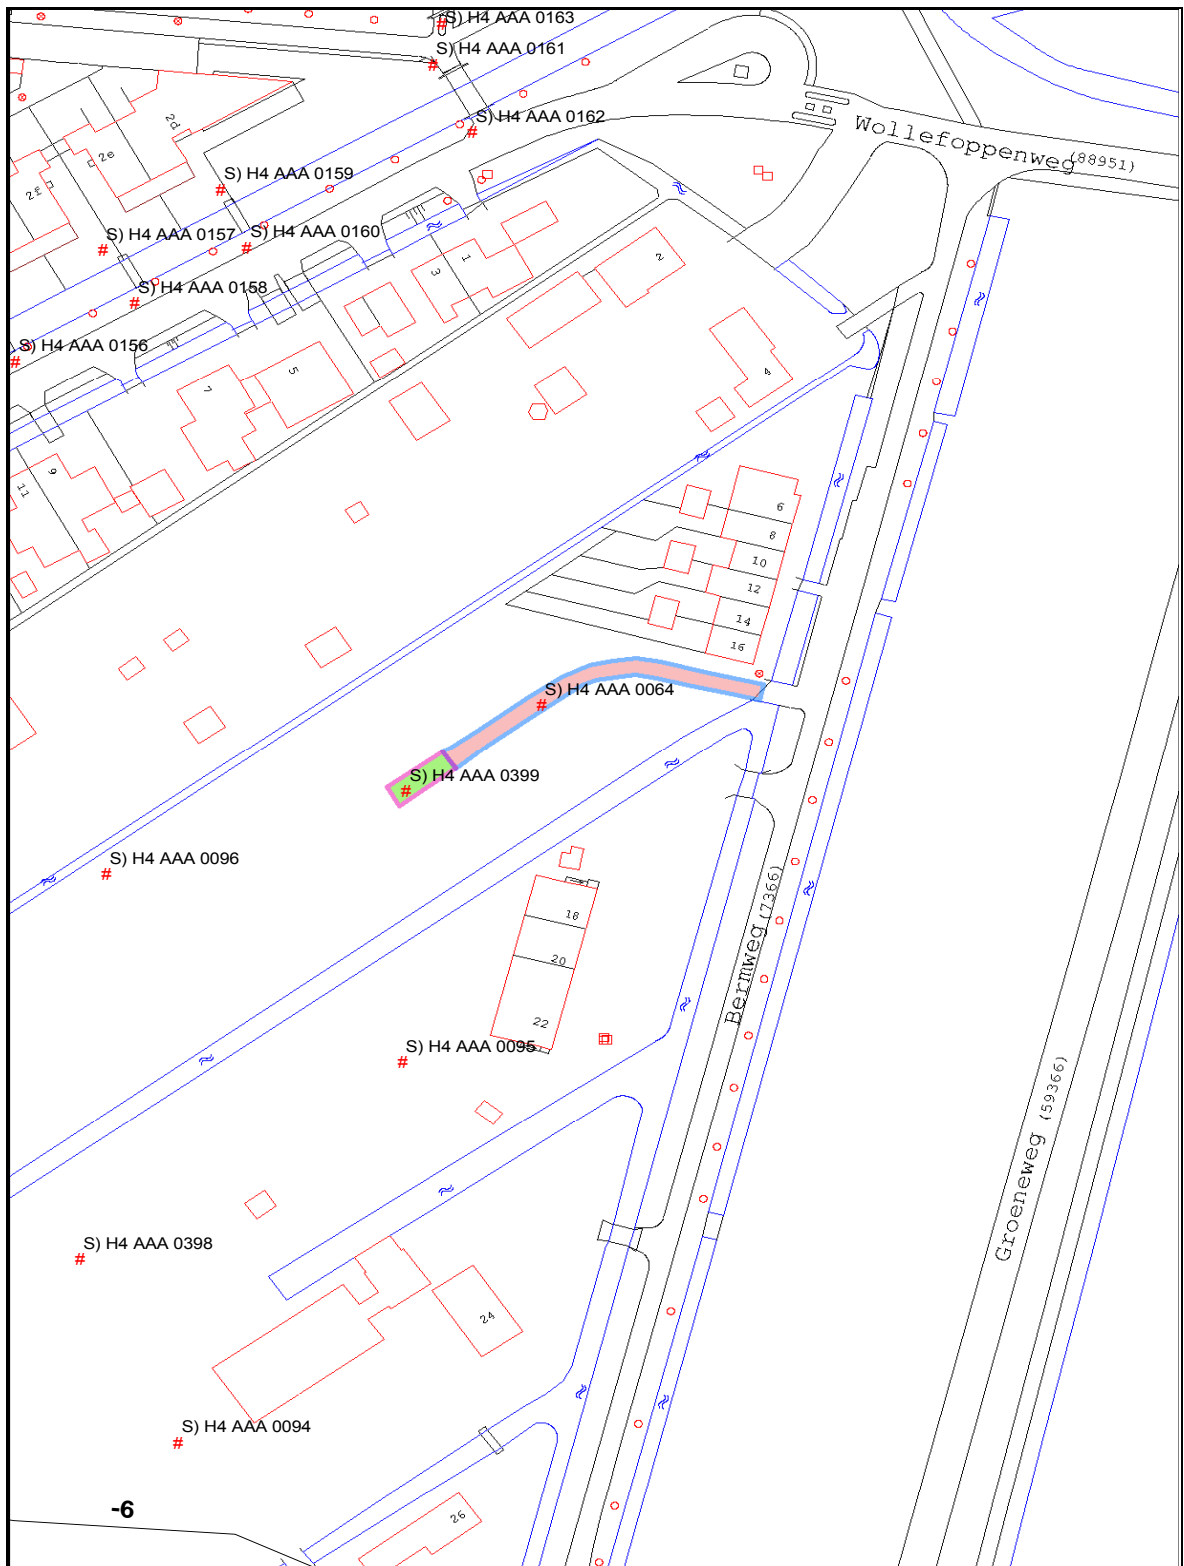 S) H4 AAA 0163
S) H4 AAA 0161
S) H4 AAA 0162
Wollefoppenweg (88951)
2d
2e
2f
S) H4 AAA 0159
S) H4 AAA 0157
S) H4 AAA 0160
1
3
2
S) H4 AAA 0158
S) H4 AAA 0156
5
7
4
9
11
6
8
10
12
14
16
S) H4 AAA 0064
S) H4 AAA 0399
S) H4 AAA 0096
18
20
22
Bermweg (7366)
S) H4 AAA 0095
Groeneweg (59366)
S) H4 AAA 0398
24
S) H4 AAA 0094
-6
26